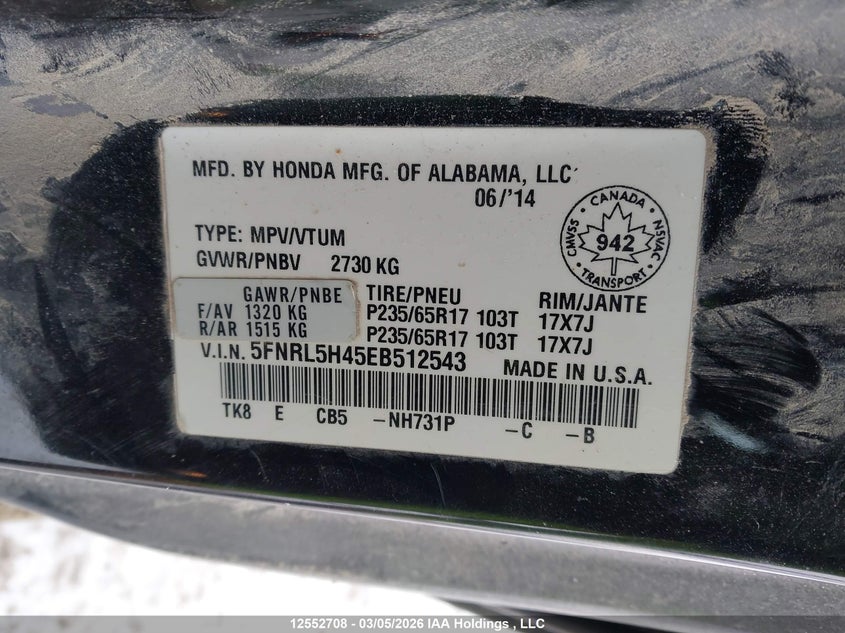 MFD. BY HONDA MFG. OF ALABAMA, LLC
06/'14
TYPE: MPV/VTUM
GVWR/PNBV 2730 KG
GAWR/PNBE TIRE/PNEU RIM/JANTE
F/AV 1320 KG P235/65R17 103T 17X7J
R/AR 1515 KG P235/65R17 103T 17X7J
V.I.N. 5FNRL5H45EB512543 MADE IN U.S.A.
TK8 E CB5 -NH731P -C -B
CANADA
CMVSS 942 NSVAC
TRANSPORT
12552708 - 03/05/2026 IAA Holdings , LLC